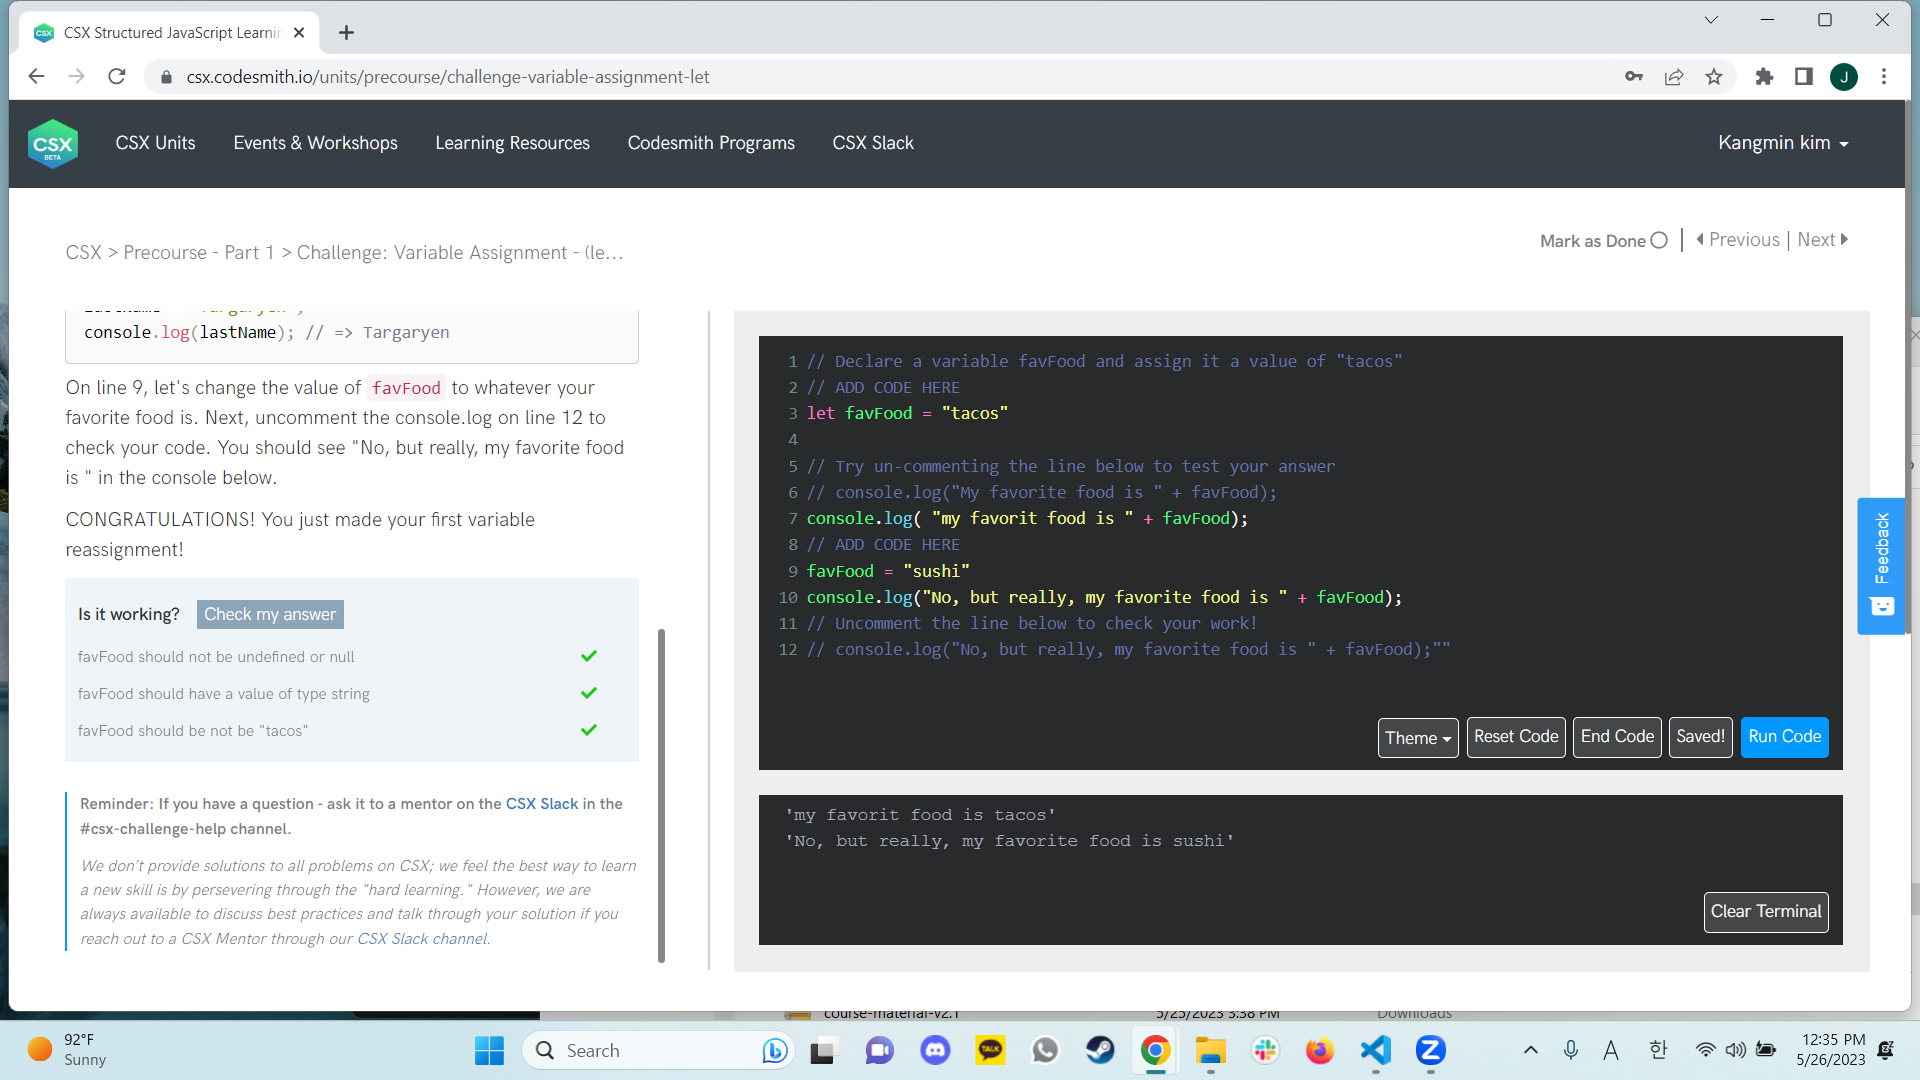 CSX Structured JavaScript Learnin
csx.codesmith.io/units/precourse/challenge-variable-assignment-let
J
CSX
BETA
CSX Units
Events & Workshops
Learning Resources
Codesmith Programs
CSX Slack
Kangmin kim
CSX > Precourse - Part 1 > Challenge: Variable Assignment - (le...
Mark as Done
Previous | Next
console.log(lastName); // => Targaryen
On line 9, let's change the value of favFood to whatever your
favorite food is. Next, uncomment the console.log on line 12 to
check your code. You should see "No, but really, my favorite food
is " in the console below.
CONGRATULATIONS! You just made your first variable
reassignment!
Is it working? Check my answer
favFood should not be undefined or null
favFood should have a value of type string
favFood should be not be "tacos"
Reminder: If you have a question - ask it to a mentor on the CSX Slack in the
#csx-challenge-help channel.
We don't provide solutions to all problems on CSX; we feel the best way to learn
a new skill is by persevering through the "hard learning." However, we are
always available to discuss best practices and talk through your solution if you
reach out to a CSX Mentor through our CSX Slack channel.
1 // Declare a variable favFood and assign it a value of "tacos"
2 // ADD CODE HERE
3 let favFood = "tacos"
4
5 // Try un-commenting the line below to test your answer
6 // console.log("My favorite food is " + favFood);
7 console.log( "my favorit food is " + favFood);
8 // ADD CODE HERE
9 favFood = "sushi"
10 console.log("No, but really, my favorite food is " + favFood);
11 // Uncomment the line below to check your work!
12 // console.log("No, but really, my favorite food is " + favFood);""
Theme
Reset Code
End Code
Saved!
Run Code
'my favorit food is tacos'
'No, but really, my favorite food is sushi'
Clear Terminal
Feedback
course-material-v2.1
5/25/2023 3:38 PM
Downloads
92°F
Sunny
Search
TALK
A
한
12:35 PM
5/26/2023